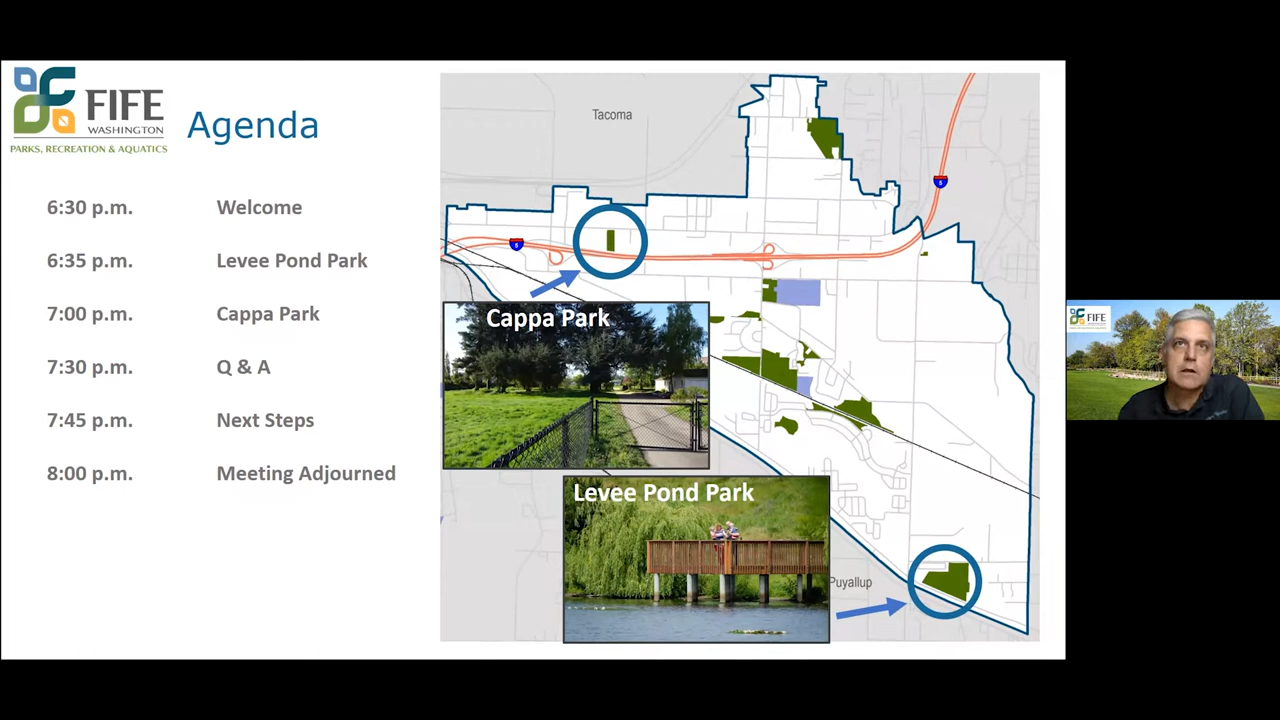 FIFE
WASHINGTON
PARKS, RECREATION & AQUATICS
Agenda
6:30 p.m. Welcome
6:35 p.m. Levee Pond Park
7:00 p.m. Cappa Park
7:30 p.m. Q & A
7:45 p.m. Next Steps
8:00 p.m. Meeting Adjourned
Tacoma
5
5
Cappa Park
Levee Pond Park
Puyallup
FIFE